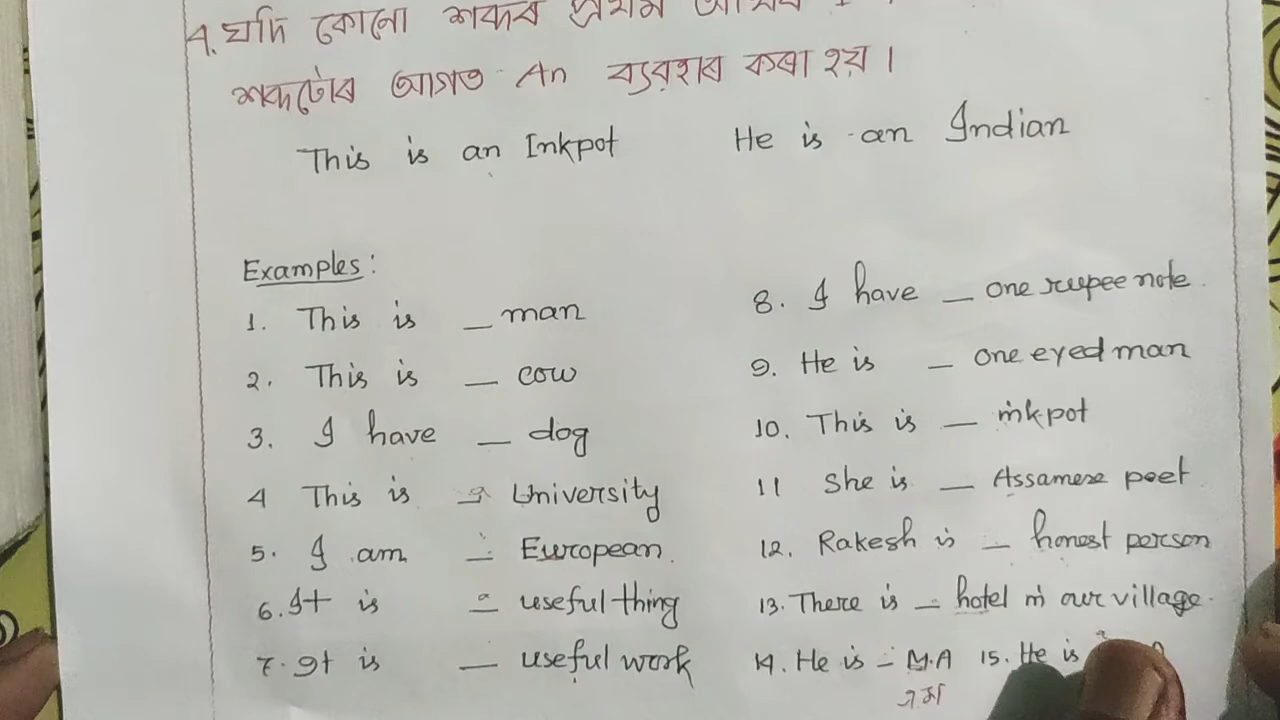 4. যদি কোনো শব্দৰ প্ৰথম
শব্দটোৰ আগত An ব্যৱহাৰ কৰা হয়।
This is an Inkpot He is an Indian
Examples:
1. This is _ man
2. This is _ cow
3. I have _ dog
4 This is a University
5. I am _ European.
6. It is _ useful thing
7. It is _ useful work
8. I have _ one rupee note.
9. He is _ one eyed man
10. This is _ inkpot
11 She is _ Assamese poet
12. Rakesh is _ honest person
13. There is _ hotel in our village.
14. He is _ M.A 15. He is
এম